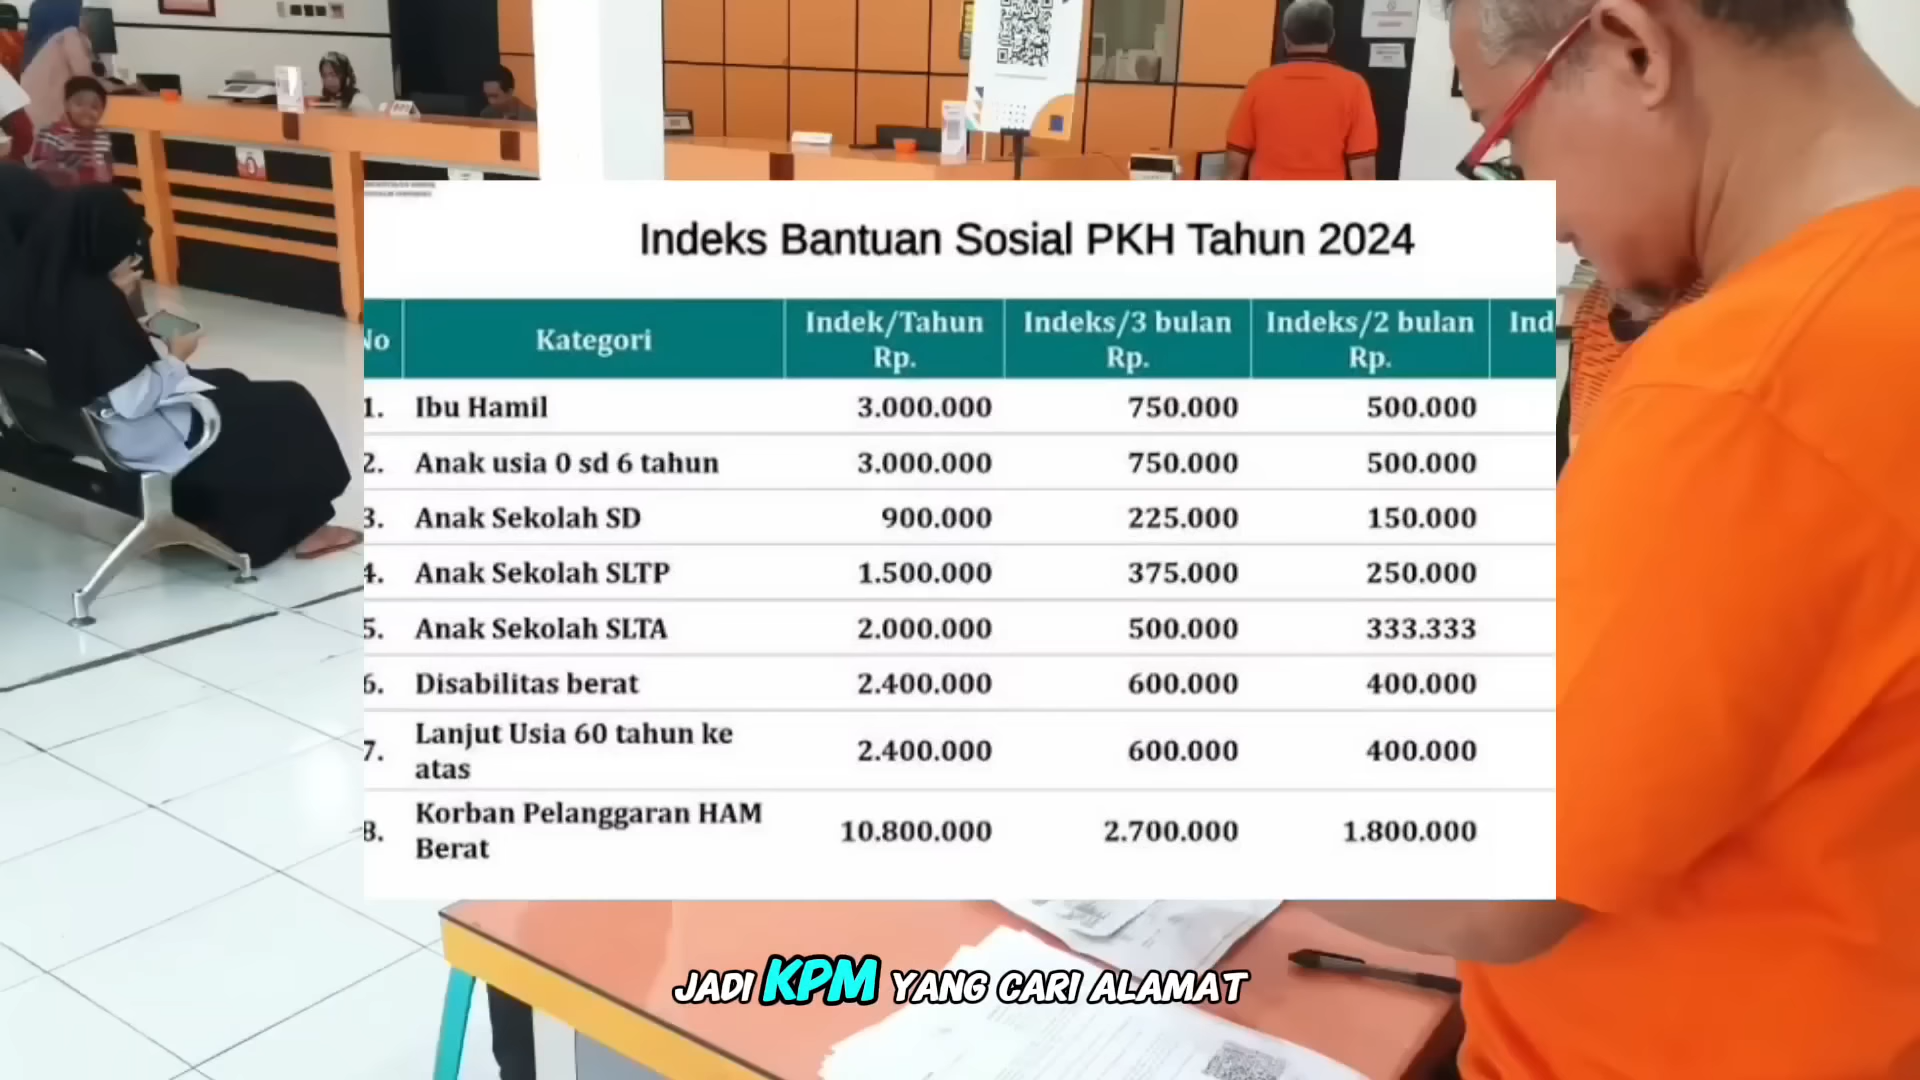 Indeks Bantuan Sosial PKH Tahun 2024
No Kategori Indek/Tahun Rp. Indeks/3 bulan Rp. Indeks/2 bulan Rp. Ind
1. Ibu Hamil 3.000.000 750.000 500.000
2. Anak usia 0 sd 6 tahun 3.000.000 750.000 500.000
3. Anak Sekolah SD 900.000 225.000 150.000
4. Anak Sekolah SLTP 1.500.000 375.000 250.000
5. Anak Sekolah SLTA 2.000.000 500.000 333.333
6. Disabilitas berat 2.400.000 600.000 400.000
7. Lanjut Usia 60 tahun ke atas 2.400.000 600.000 400.000
8. Korban Pelanggaran HAM Berat 10.800.000 2.700.000 1.800.000
JADI KPM YANG CARI ALAMAT